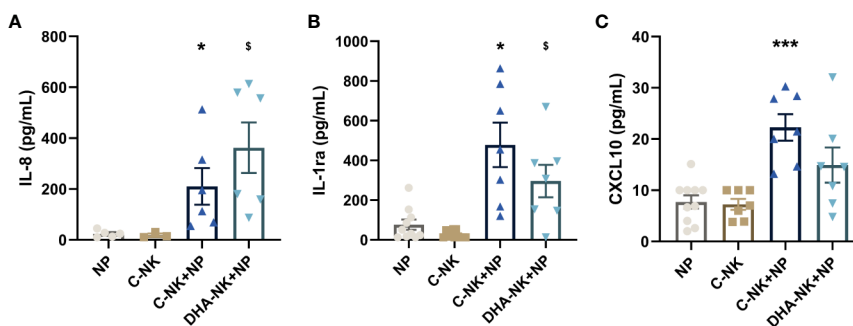 A
IL-8 (pg/mL)
800
600
400
200
0
*
$
NP
C-NK
C-NK+NP
DHA-NK+NP
B
IL-1ra (pg/mL)
1000
800
600
400
200
0
*
$
NP
C-NK
C-NK+NP
DHA-NK+NP
C
CXCL10 (pg/mL)
40
30
20
10
0
***
NP
C-NK
C-NK+NP
DHA-NK+NP